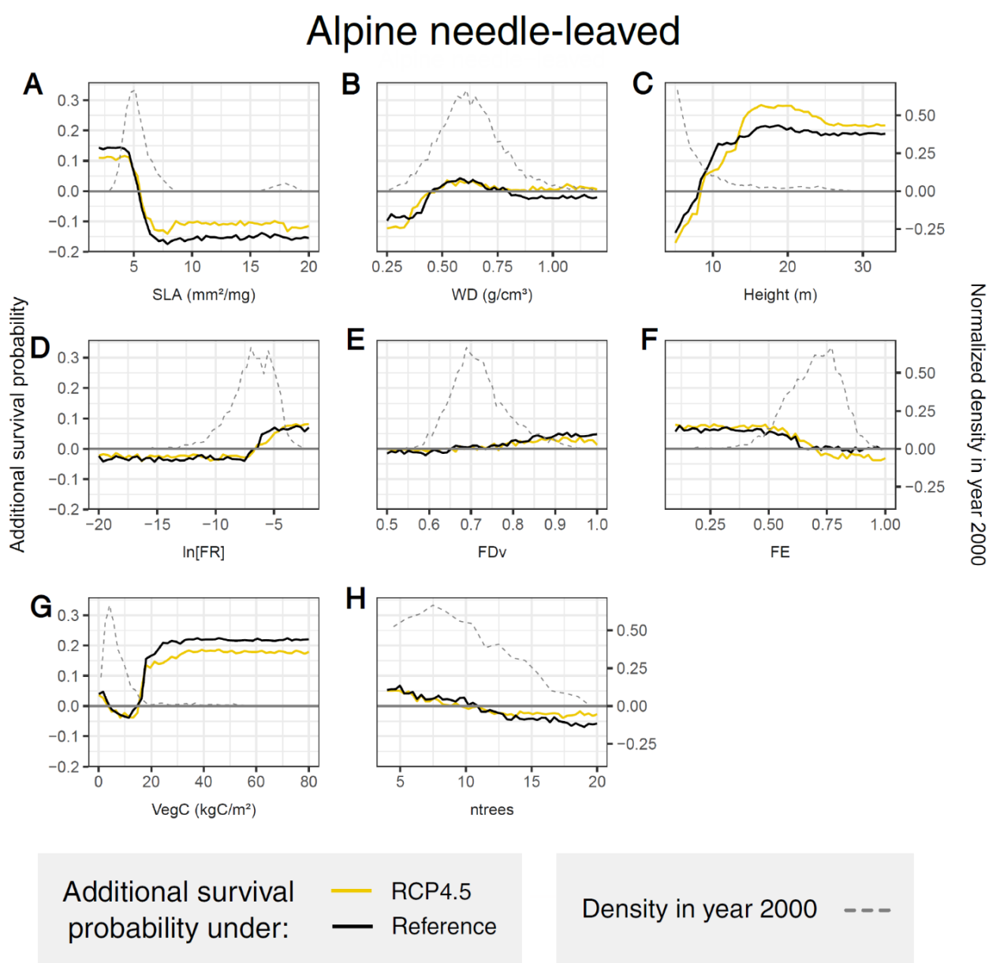 Alpine needle-leaved
A
B
C
0.3
0.2
0.1
0.0
−0.1
−0.2
0.50
0.25
0.00
−0.25
5
10
15
20
0.25
0.50
0.75
1.00
10
20
30
SLA (mm²/mg)
WD (g/cm³)
Height (m)
Additional survival probability
Normalized density in year 2000
D
E
F
0.3
0.2
0.1
0.0
−0.1
−0.2
0.50
0.25
0.00
−0.25
−20
−15
−10
−5
0.5
0.6
0.7
0.8
0.9
1.0
0.25
0.50
0.75
1.00
ln[FR]
FDv
FE
G
H
0.3
0.2
0.1
0.0
−0.1
−0.2
0.50
0.25
0.00
−0.25
0
20
40
60
80
5
10
15
20
VegC (kgC/m²)
ntrees
Additional survival
probability under:
RCP4.5
Reference
Density in year 2000